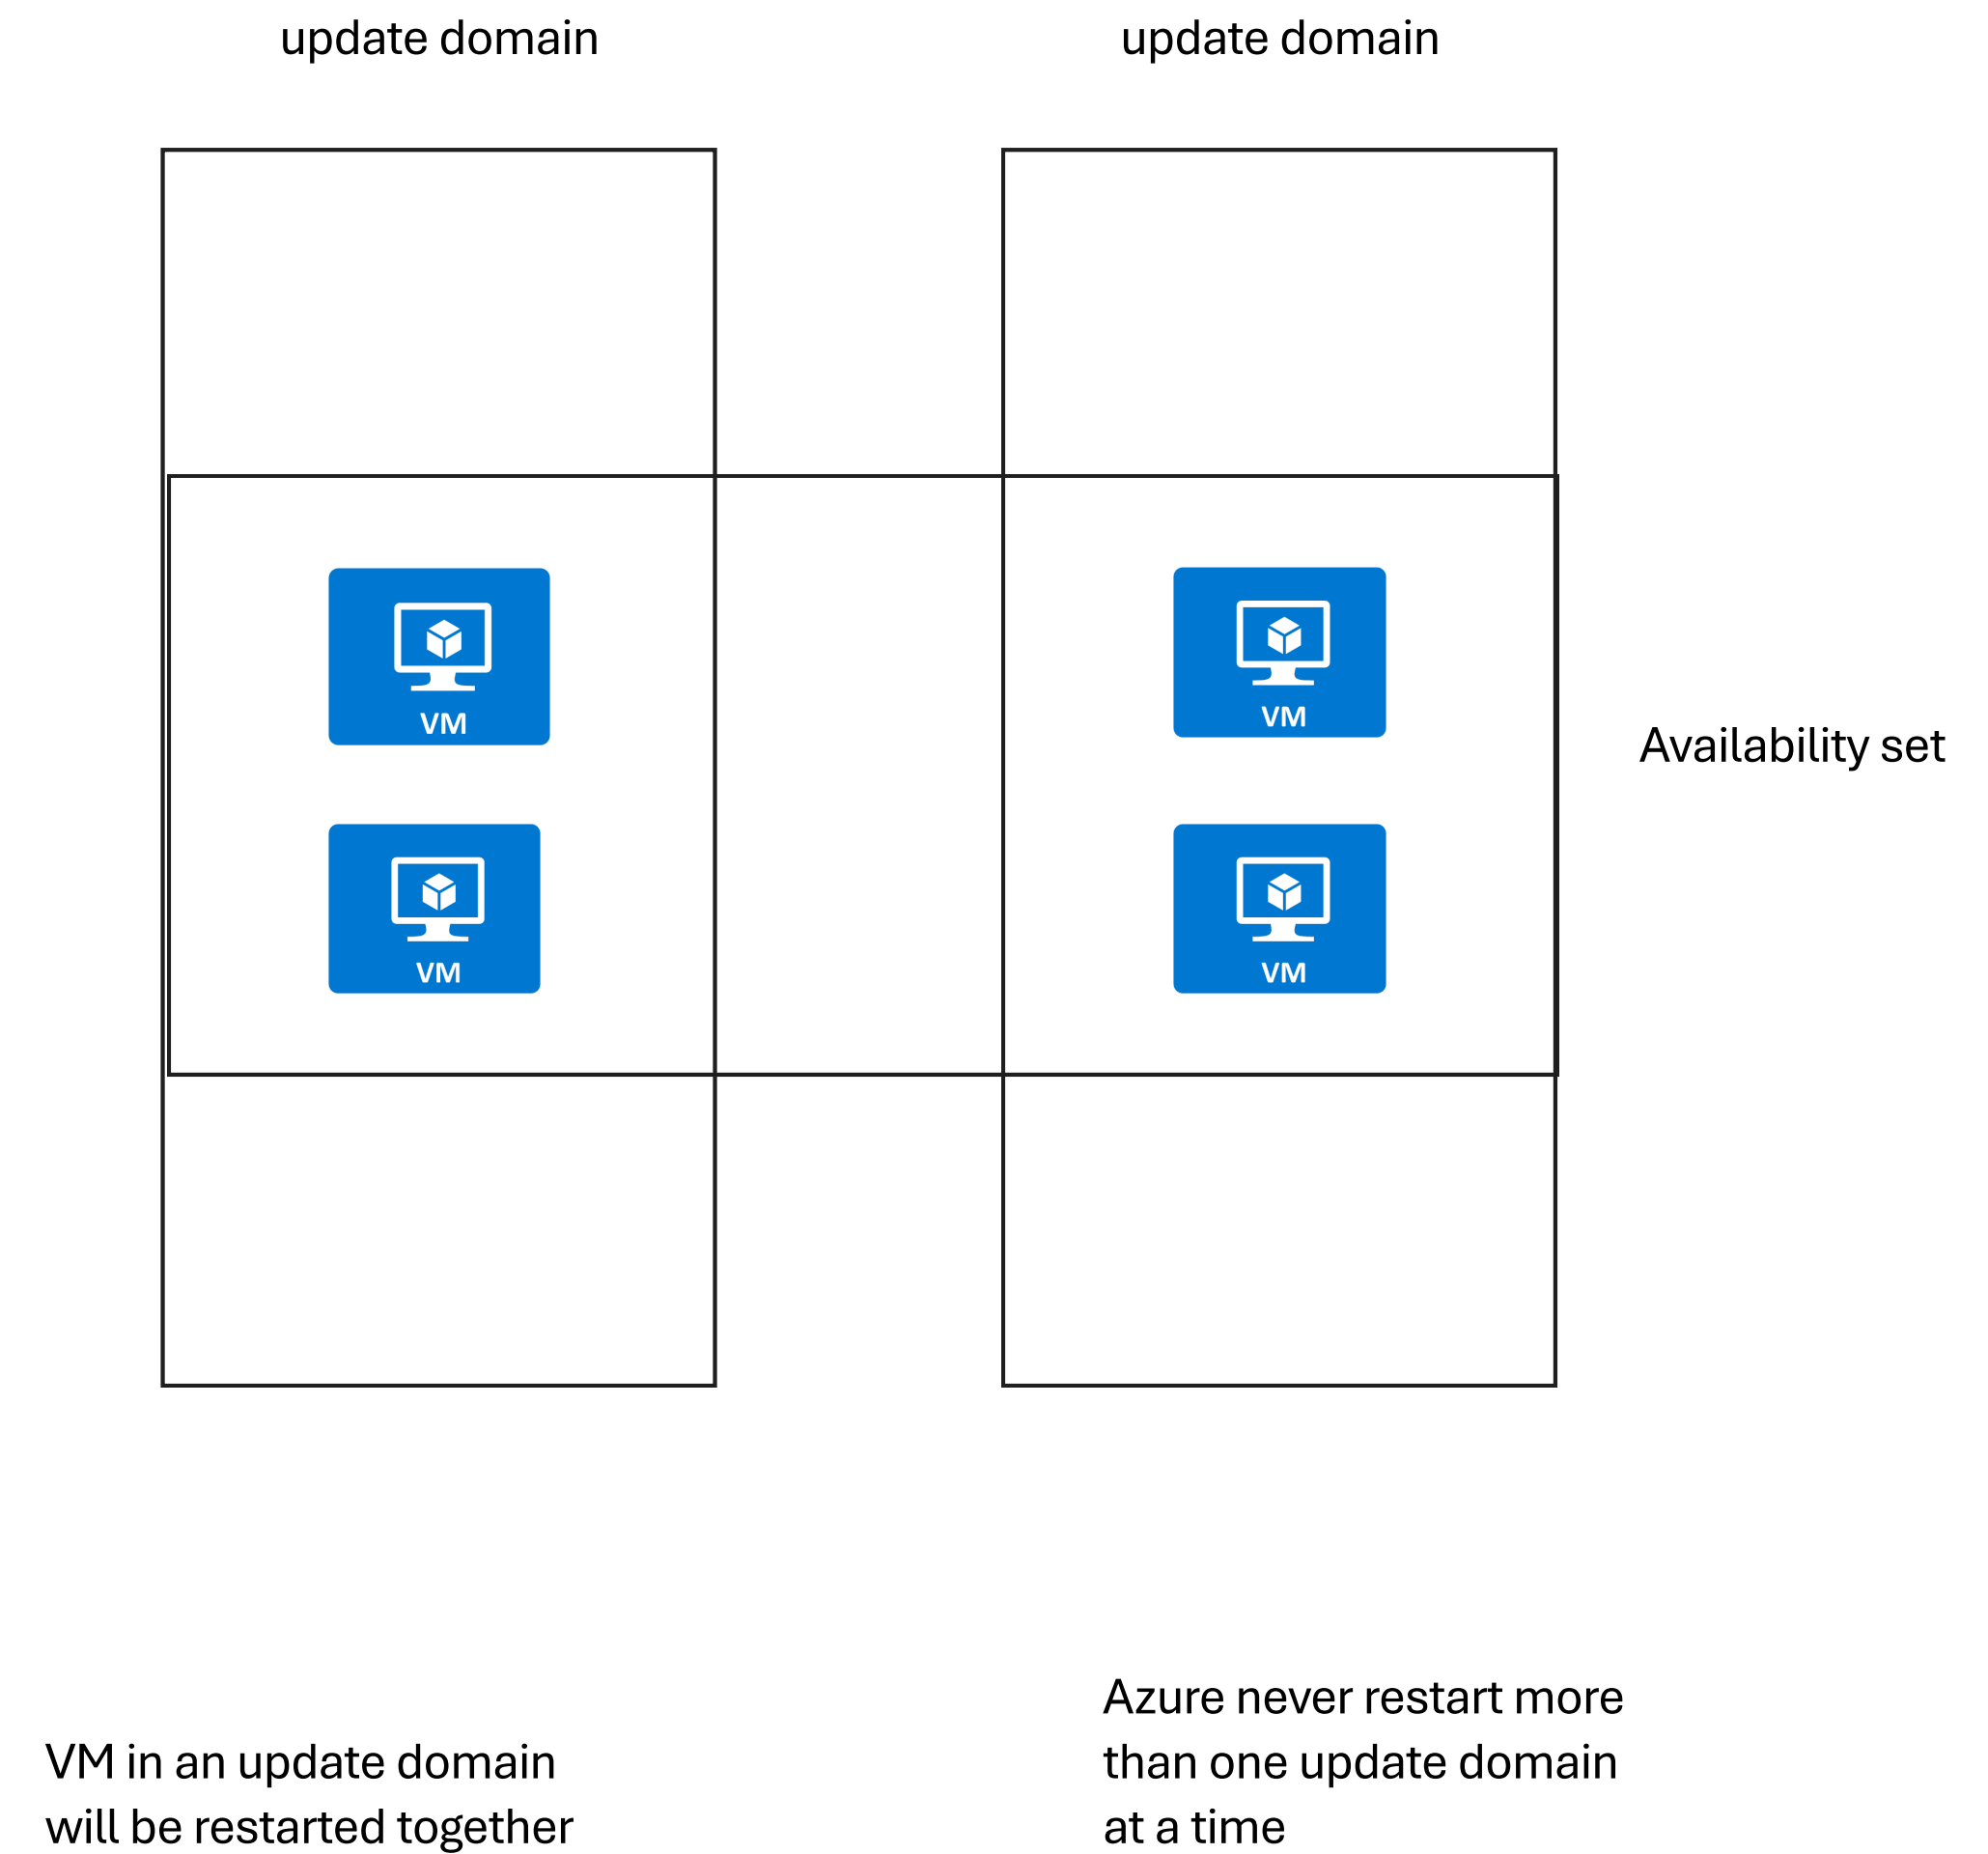 update domain
update domain
VM
VM
Availability set
VM
VM
VM in an update domain
will be restarted together
Azure never restart more
than one update domain
at a time